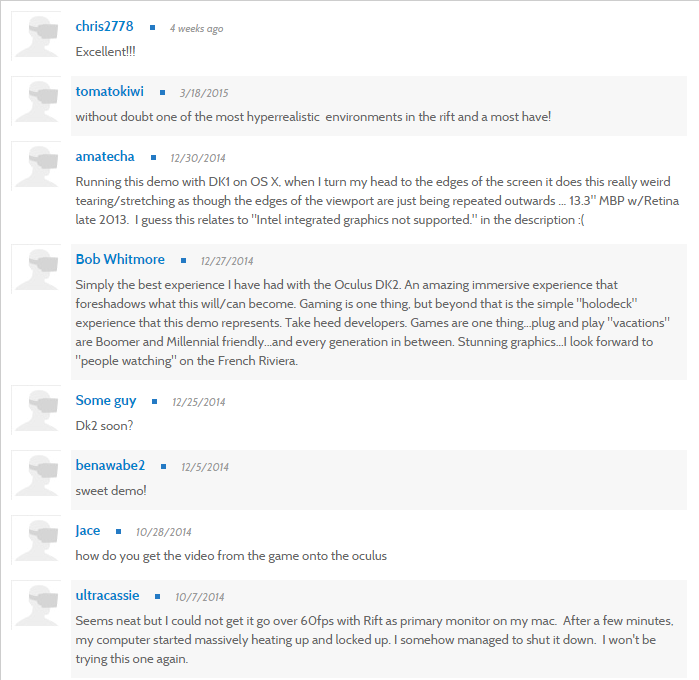 chris2778 ▪ 4 weeks ago
Excellent!!!
tomatokiwi ▪ 3/18/2015
without doubt one of the most hyperrealistic  environments in the rift and a most have!
amatecha ▪ 12/30/2014
Running this demo with DK1 on OS X, when I turn my head to the edges of the screen it does this really weird
tearing/stretching as though the edges of the viewport are just being repeated outwards ... 13.3" MBP w/Retina
late 2013.  I guess this relates to "Intel integrated graphics not supported." in the description :(
Bob Whitmore ▪ 12/27/2014
Simply the best experience I have had with the Oculus DK2. An amazing immersive experience that
foreshadows what this will/can become. Gaming is one thing, but beyond that is the simple "holodeck"
experience that this demo represents. Take heed developers. Games are one thing...plug and play "vacations"
are Boomer and Millennial friendly...and every generation in between. Stunning graphics...I look forward to
"people watching" on the French Riviera.
Some guy ▪ 12/25/2014
Dk2 soon?
benawabe2 ▪ 12/5/2014
sweet demo!
Jace ▪ 10/28/2014
how do you get the video from the game onto the oculus
ultracassie ▪ 10/7/2014
Seems neat but I could not get it go over 60fps with Rift as primary monitor on my mac.  After a few minutes,
my computer started massively heating up and locked up. I somehow managed to shut it down.  I won't be
trying this one again.